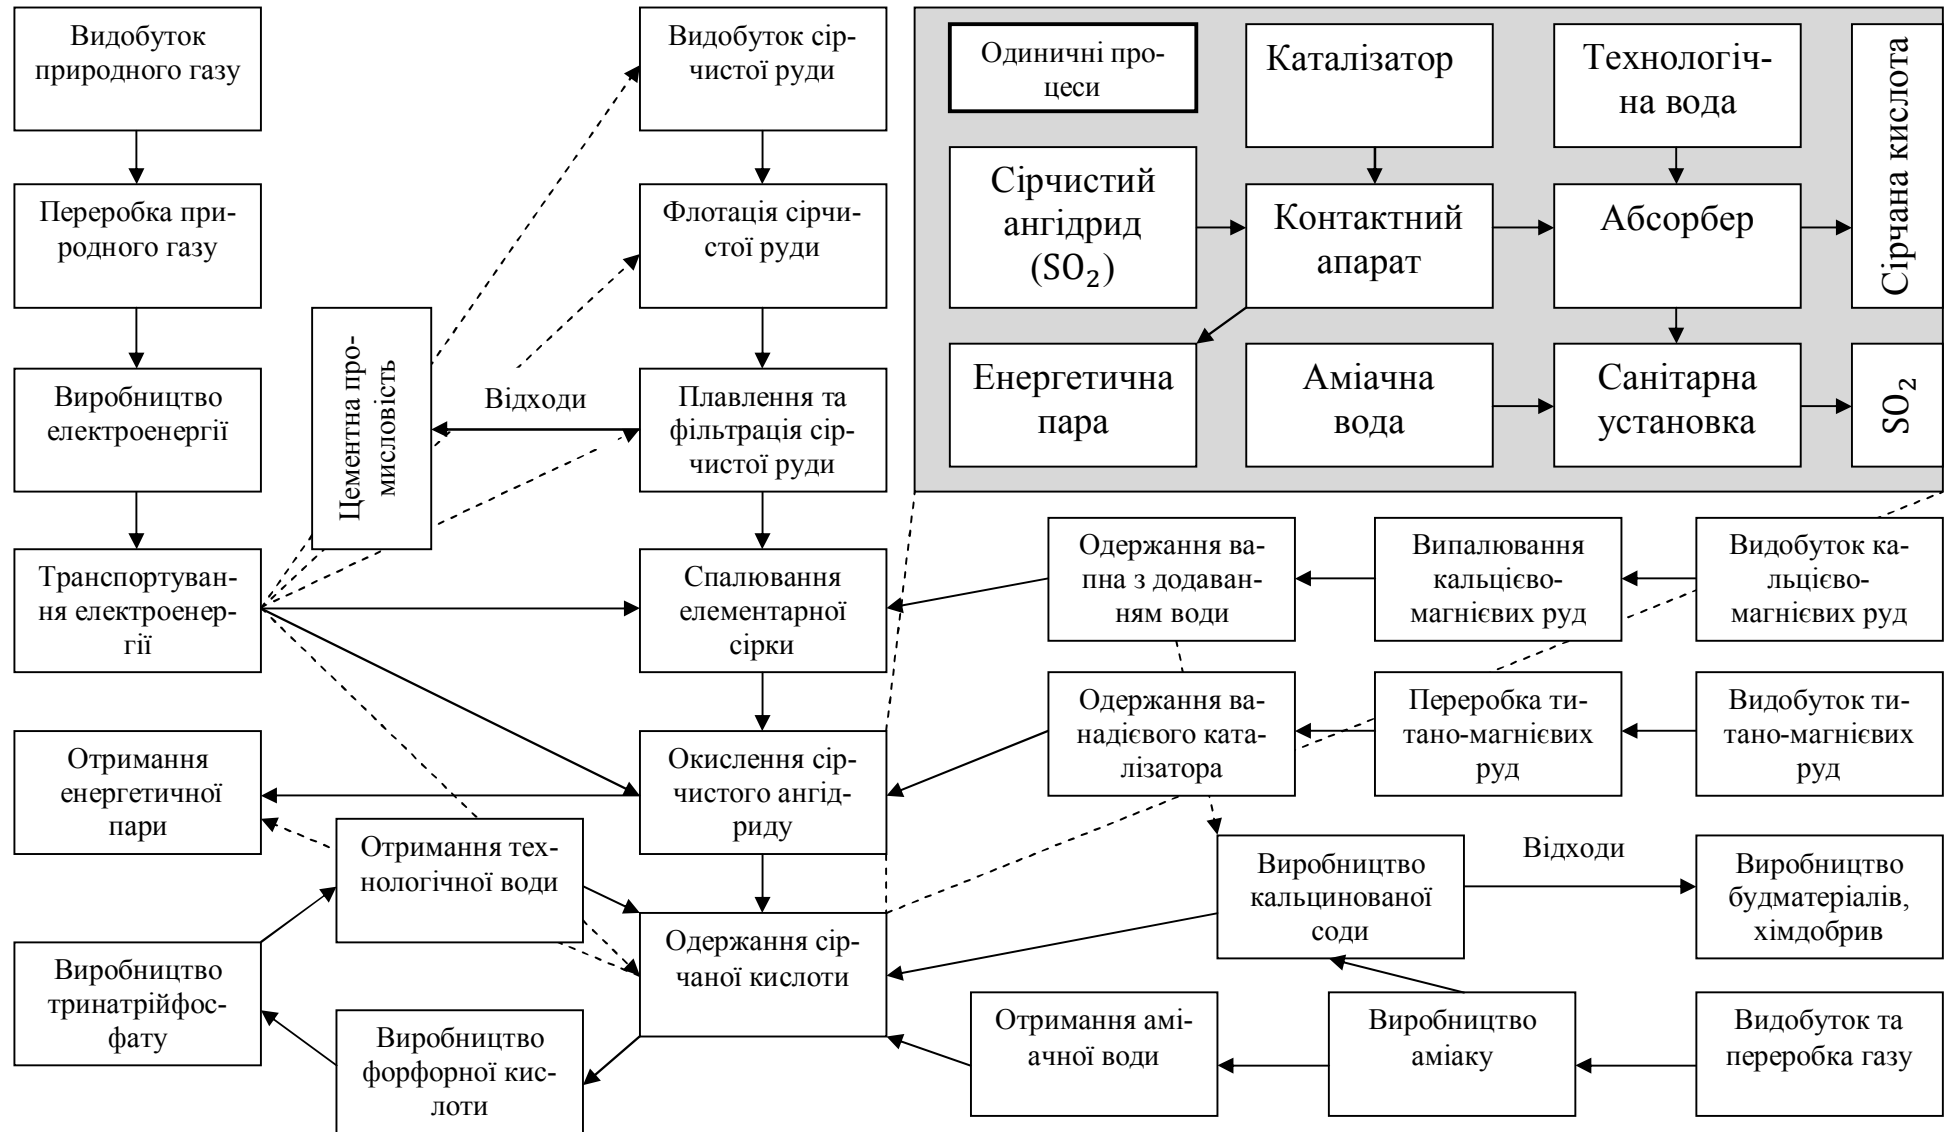 Видобуток
природного газу
Переробка при-
родного газу
Виробництво
електроенергії
Транспортуван-
ня електроенер-
гії
Отримання
енергетичної
пари
Виробництво
тринатрійфос-
фату
Цементна про-
мисловість
Отримання тех-
нологічної води
Виробництво
форфорної кис-
лоти
Відходи
Видобуток сір-
чистої руди
Флотація сірчи-
стої руди
Плавлення та
фільтрація сір-
чистої руди
Спалювання
елементарної
сірки
Окислення сір-
чистого ангід-
риду
Одержання сір-
чаної кислоти
Одиничні про-
цеси
Каталізатор
Технологіч-
на вода
Сірчана кислота
Сірчистий
ангідрид
(SO₂)
Контактний
апарат
Абсорбер
Енергетична
пара
Аміачна
вода
Санітарна
установка
SO₂
Одержання ва-
пна з додаван-
ням води
Випалювання
кальцієво-
магнієвих руд
Видобуток ка-
льцієво-
магнієвих руд
Одержання ва-
надієвого ката-
лізатора
Переробка ти-
тано-магнієвих
руд
Видобуток ти-
тано-магнієвих
руд
Виробництво
кальцинованої
соди
Відходи
Виробництво
будматеріалів,
хімдобрив
Отримання амі-
ачної води
Виробництво
аміаку
Видобуток та
переробка газу